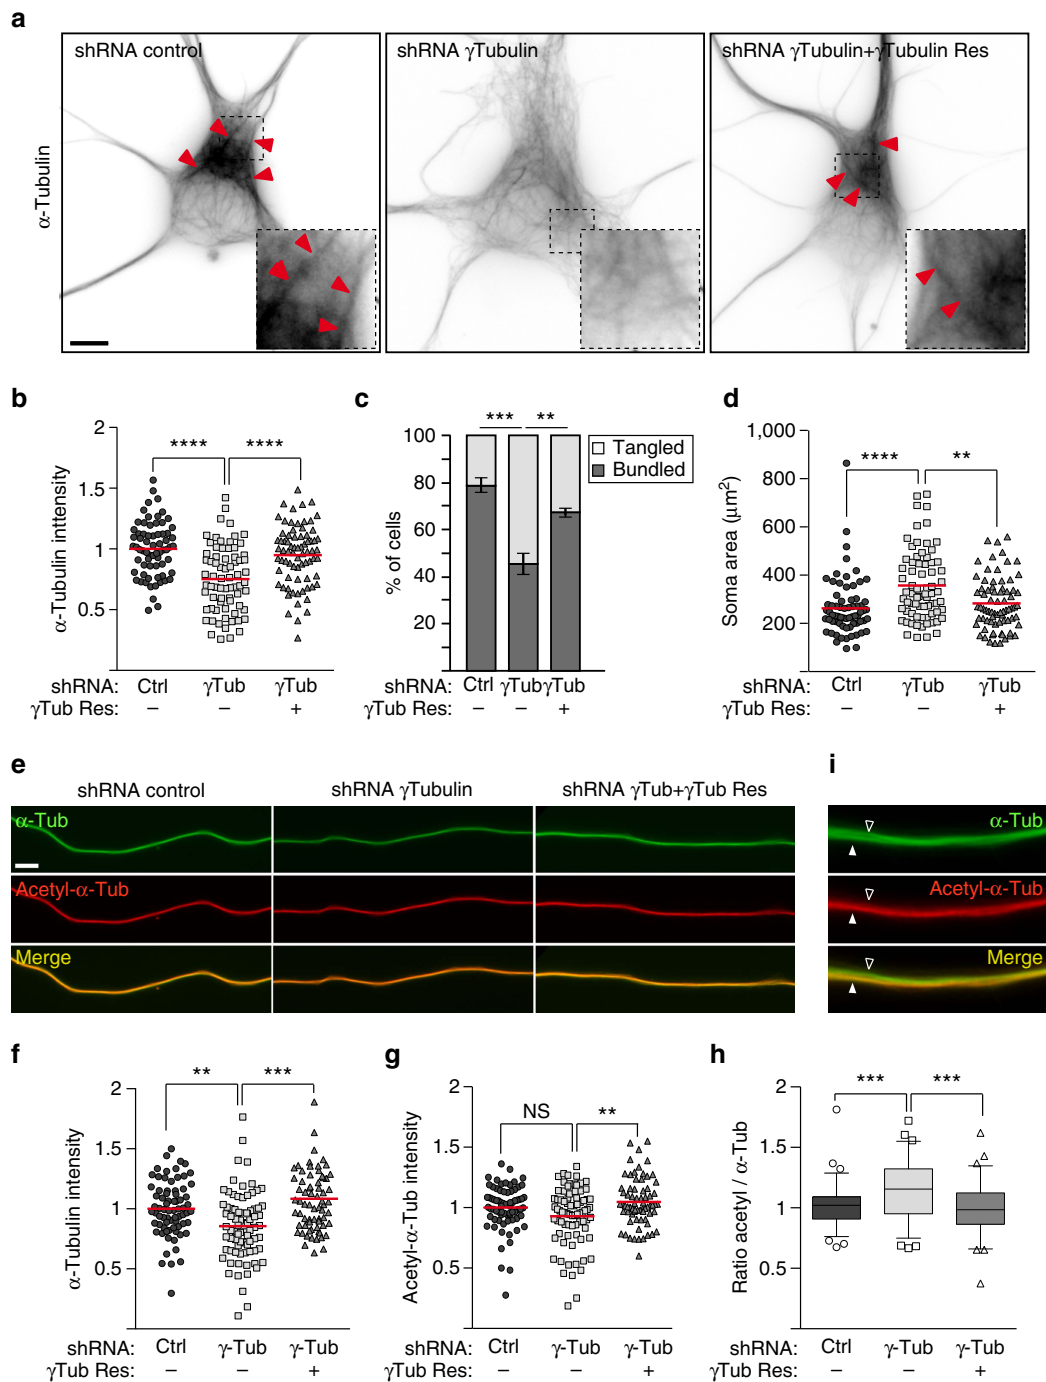 a
shRNA control
shRNA γTubulin
shRNA γTubulin+γTubulin Res
α-Tubulin
b
c
d
2
1.5
1
0.5
α-Tubulin inttensity
**** ****
shRNA: Ctrl γTub γTub
γTub Res: – – +
*** **
100
80
60
40
20
% of cells
Tangled
Bundled
shRNA: Ctrl γTub γTub
γTub Res: – – +
1,000
800
600
400
200
Soma area (μm²)
**** **
shRNA: Ctrl γTub γTub
γTub Res: – – +
e
i
shRNA control
shRNA γTubulin
shRNA γTub+γTub Res
α-Tub
Acetyl-α-Tub
Merge
α-Tub
Acetyl-α-Tub
Merge
f
g
h
2
1.5
1
0.5
α-Tubulin intensity
** ***
shRNA: Ctrl γ-Tub γ-Tub
γTub Res: – – +
2
1.5
1
0.5
Acetyl-α-Tub intensity
NS **
shRNA: Ctrl γ-Tub γ-Tub
γTub Res: – – +
2
1.5
1
0.5
Ratio acetyl / α-Tub
*** ***
shRNA: Ctrl γ-Tub γ-Tub
γTub Res: – – +